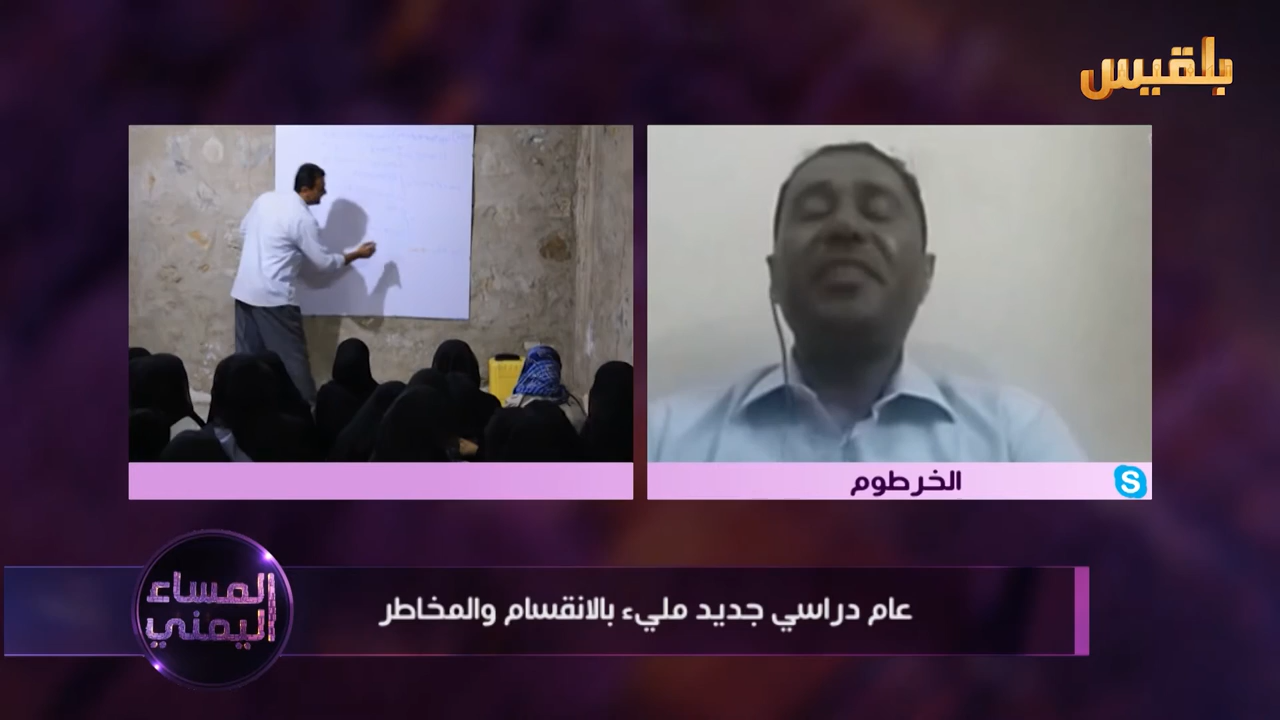 بلقيس
الخرطوم
S
المساء
اليمني
عام دراسي جديد مليء بالانقسام والمخاطر